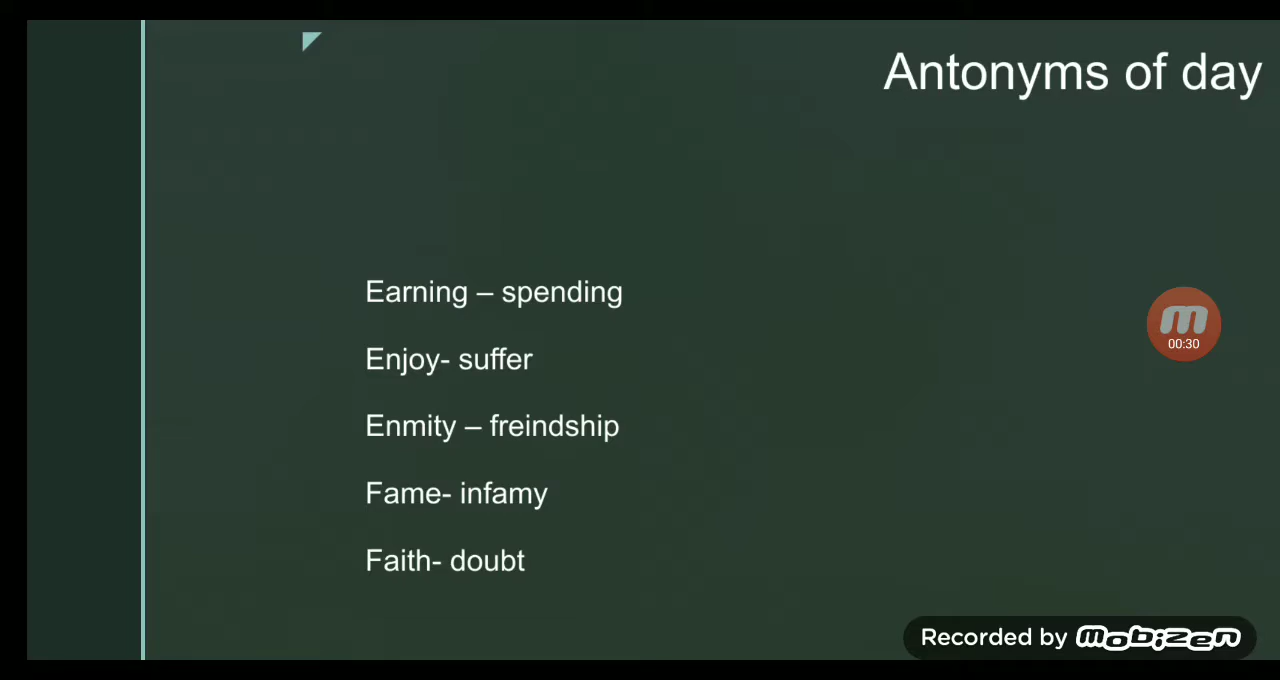 Antonyms of day
Earning – spending
Enjoy- suffer
Enmity – freindship
Fame- infamy
Faith- doubt
m
00:30
Recorded by mobizen